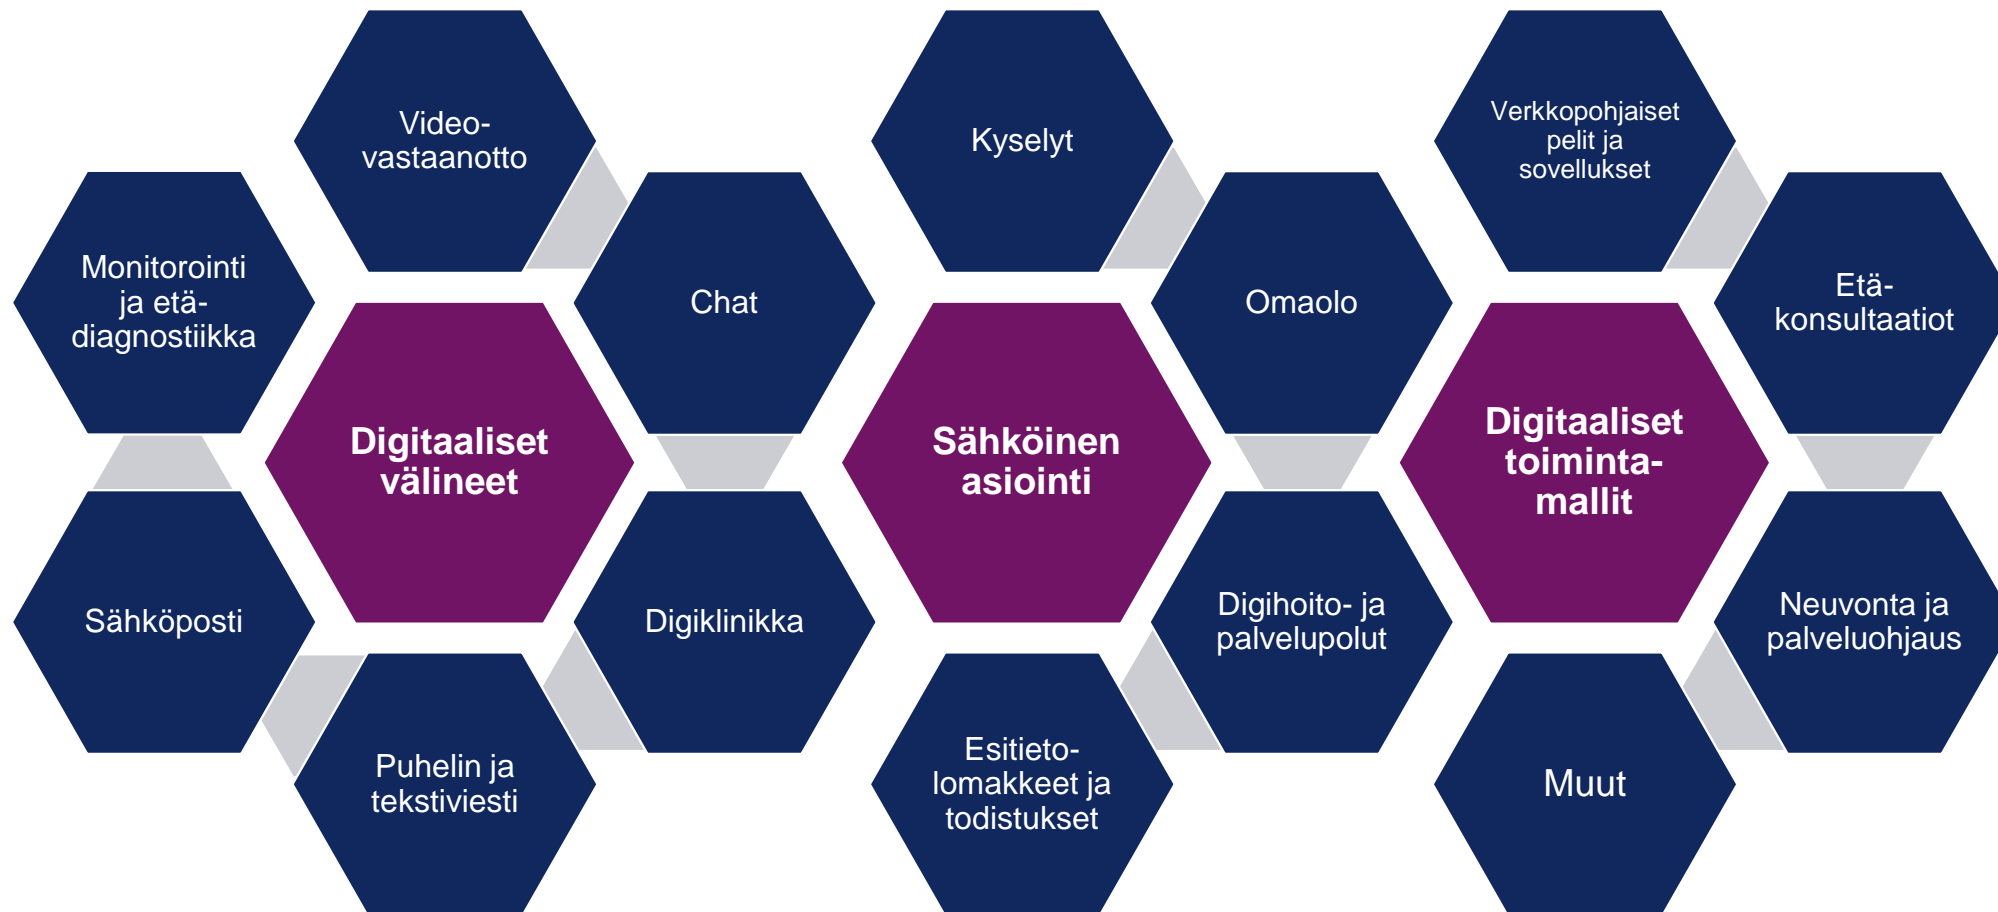 Video-
vastaanotto
Kyselyt
Verkkopohjaiset
pelit ja
sovellukset
Monitorointi
ja etä-
diagnostiikka
Chat
Omaolo
Etä-
konsultaatiot
Digitaaliset
välineet
Sähköinen
asiointi
Digitaaliset
toiminta-
mallit
Sähköposti
Digiklinikka
Digihoito- ja
palvelupolut
Neuvonta ja
palveluohjaus
Puhelin ja
tekstiviesti
Esitieto-
lomakkeet ja
todistukset
Muut